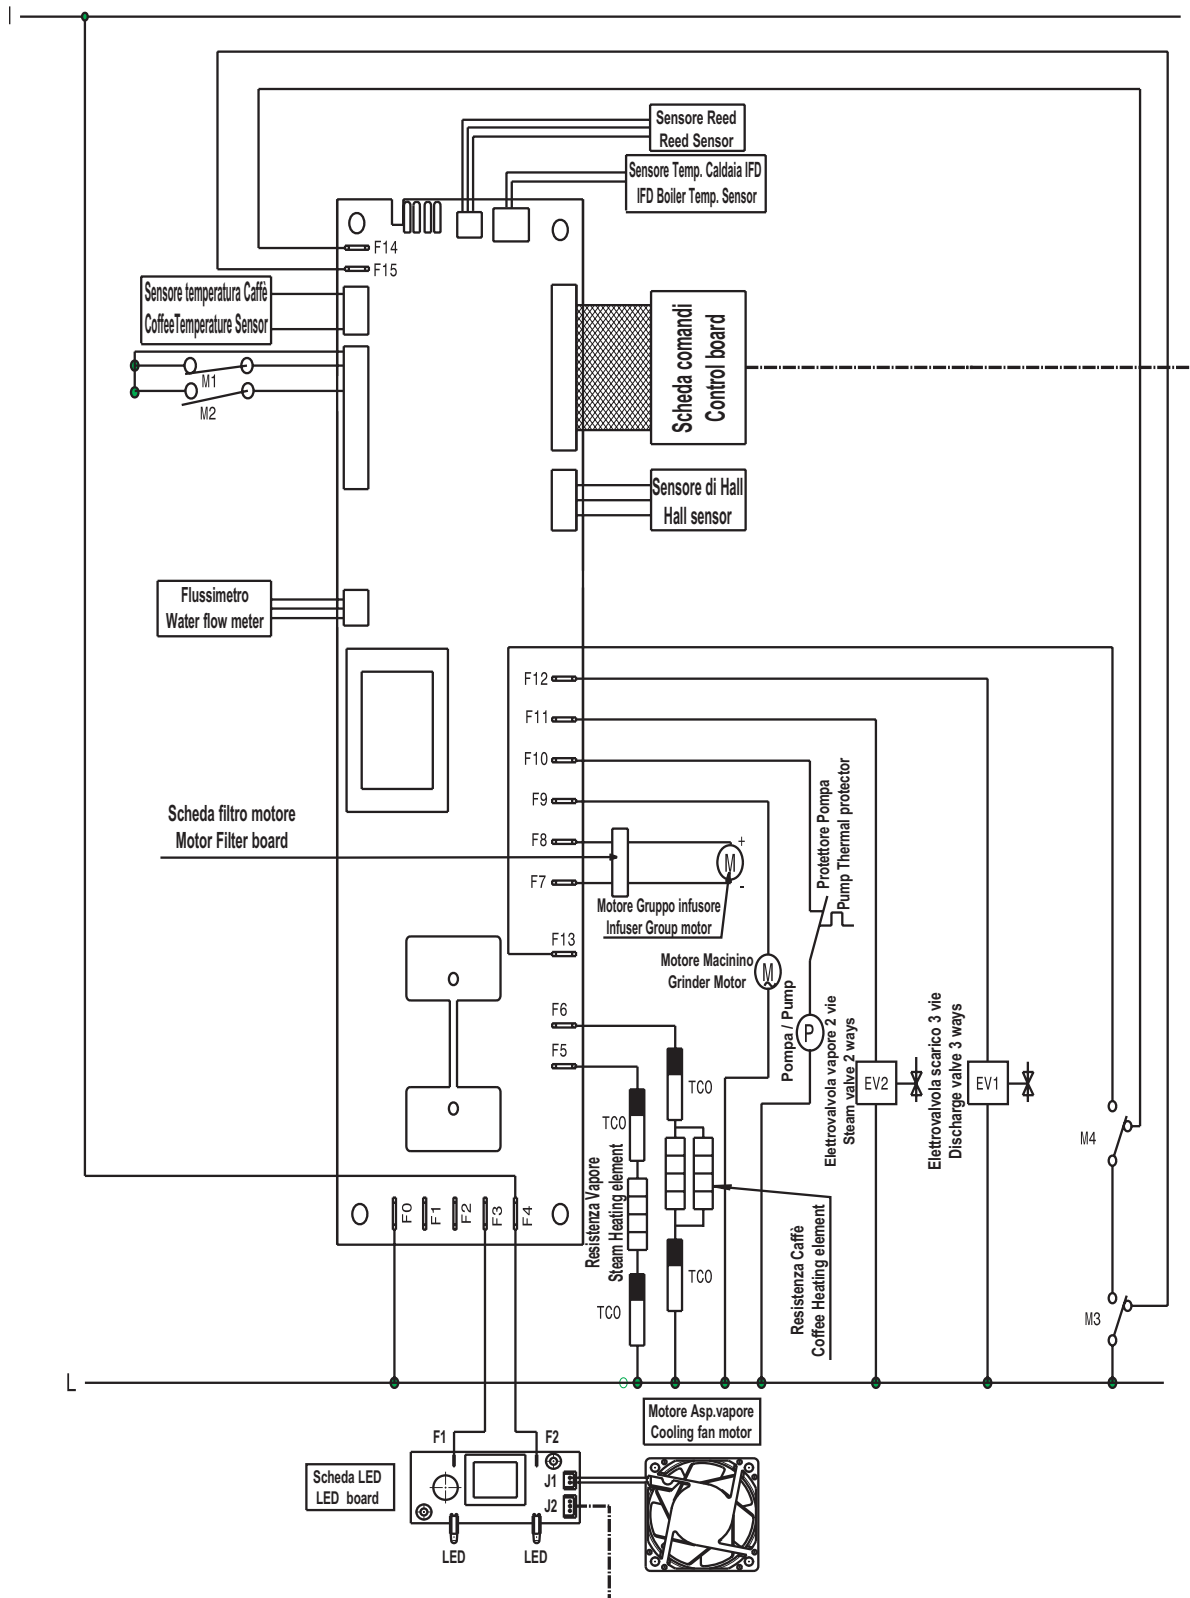 Sensore Reed
Reed Sensor
Sensore Temp. Caldaia IFD
IFD Boiler Temp. Sensor
F14
F15
Sensore temperatura Caffè
CoffeeTemperature Sensor
M1
M2
Scheda comandi
Control board
Sensore di Hall
Hall sensor
Flussimetro
Water flow meter
F12
F11
F10
F9
F8
F7
F13
F6
F5
Scheda filtro motore
Motor Filter board
M
+
-
Motore Gruppo infusore
Infuser Group motor
Protettore Pompa
Pump Thermal protector
Motore Macinino
Grinder Motor
M
Pompa / Pump
P
Elettrovalvola vapore 2 vie
Steam valve 2 ways
EV2
Elettrovalvola scarico 3 vie
Discharge valve 3 ways
EV1
TCO
TCO
Resistenza Vapore
Steam Heating element
TCO
TCO
Resistenza Caffè
Coffee Heating element
M4
M3
F0
F1
F2
F3
F4
L
Motore Asp.vapore
Cooling fan motor
F1
F2
Scheda LED
LED board
J1
J2
LED
LED